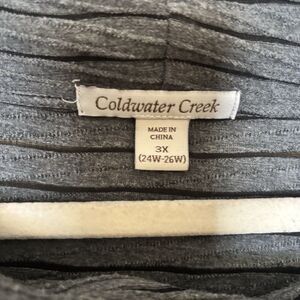 Coldwater Creek
MADE IN
CHINA
3X
(24W-26W)